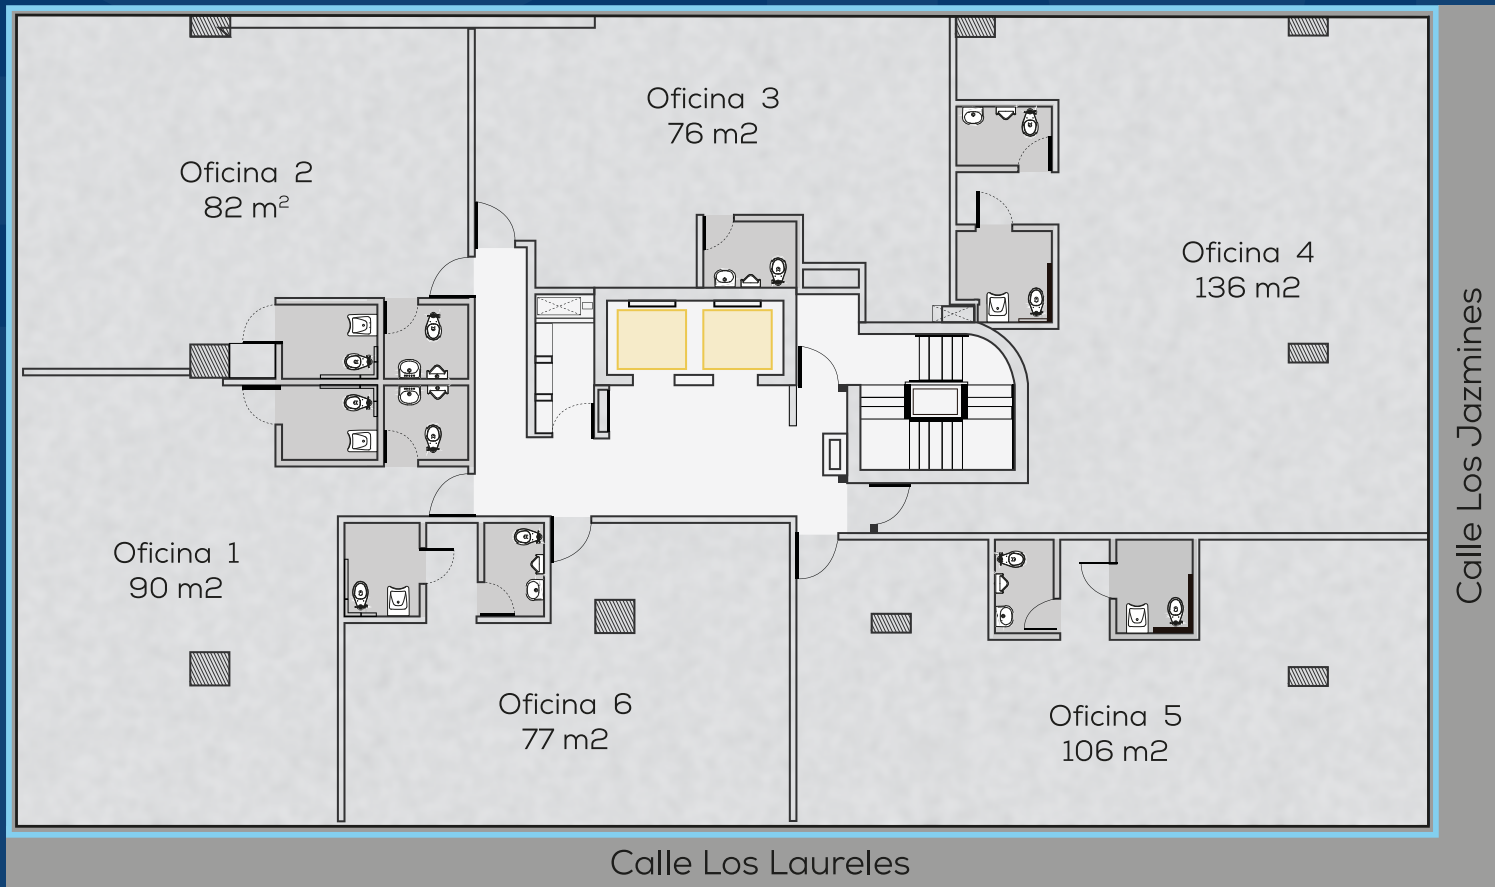 Oficina 3
76 m2
Oficina 2
82 m²
Oficina 4
136 m2
Oficina 1
90 m2
Oficina 6
77 m2
Oficina 5
106 m2
Calle Los Jazmines
Calle Los Laureles